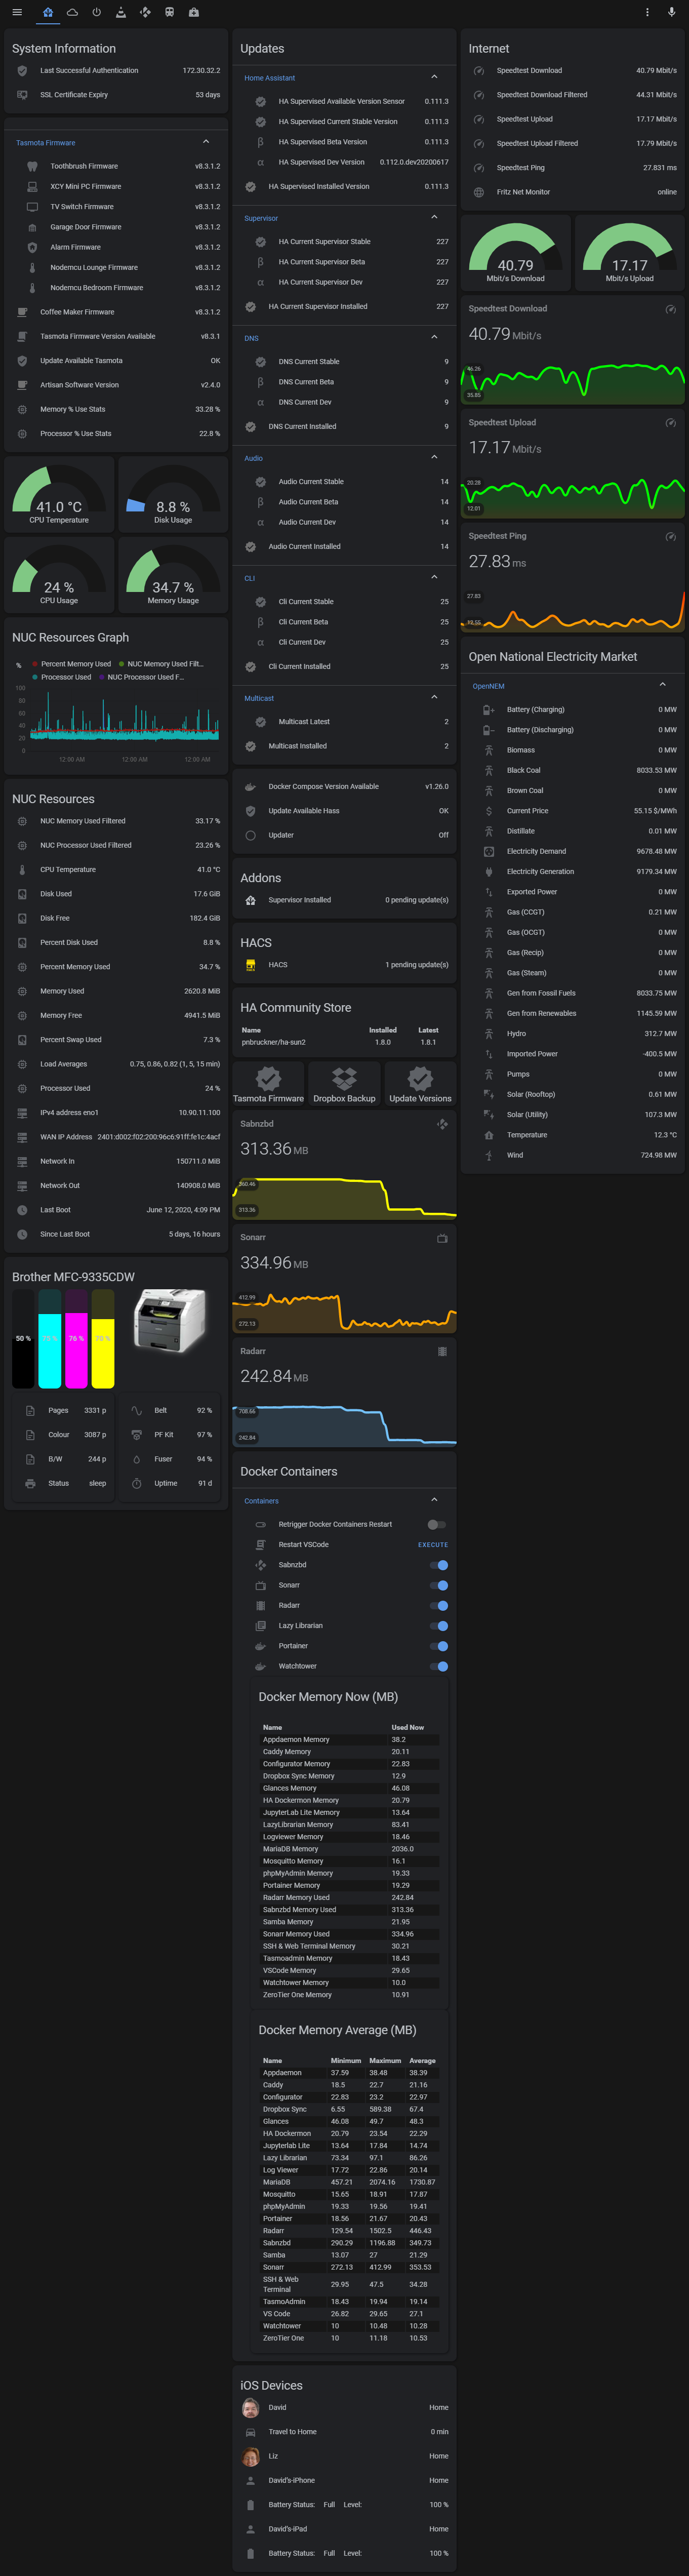 System Information
Last Successful Authentication 172.30.32.2
SSL Certificate Expiry 53 days
Tasmota Firmware
Toothbrush Firmware v8.3.1.2
XCY Mini PC Firmware v8.3.1.2
TV Switch Firmware v8.3.1.2
Garage Door Firmware v8.3.1.2
Alarm Firmware v8.3.1.2
Nodemcu Lounge Firmware v8.3.1.2
Nodemcu Bedroom Firmware v8.3.1.2
Coffee Maker Firmware v8.3.1.2
Tasmota Firmware Version Available v8.3.1
Update Available Tasmota OK
Artisan Software Version v2.4.0
Memory % Use Stats 33.28 %
Processor % Use Stats 22.8 %
41.0 °C
CPU Temperature
8.8 %
Disk Usage
24 %
CPU Usage
34.7 %
Memory Usage
NUC Resources Graph
%
Percent Memory Used NUC Memory Used Filt...
Processor Used NUC Processor Used F...
100
80
60
40
20
0
12:00 AM 12:00 AM 12:00 AM
NUC Resources
NUC Memory Used Filtered 33.17 %
NUC Processor Used Filtered 23.26 %
CPU Temperature 41.0 °C
Disk Used 17.6 GiB
Disk Free 182.4 GiB
Percent Disk Used 8.8 %
Percent Memory Used 34.7 %
Memory Used 2620.8 MiB
Memory Free 4941.5 MiB
Percent Swap Used 7.3 %
Load Averages 0.75, 0.86, 0.82 (1, 5, 15 min)
Processor Used 24 %
IPv4 address eno1 10.90.11.100
WAN IP Address 2401:d002:f02:200:96c6:91ff:fe1c:4acf
Network In 150711.0 MiB
Network Out 140908.0 MiB
Last Boot June 12, 2020, 4:09 PM
Since Last Boot 5 days, 16 hours
Brother MFC-9335CDW
50 % 76 % 70 %
Pages 3331 p
Colour 3087 p
B/W 244 p
Status sleep
Belt 92 %
PF Kit 97 %
Fuser 94 %
Uptime 91 d
Updates
Home Assistant
HA Supervised Available Version Sensor 0.111.3
HA Supervised Current Stable Version 0.111.3
β HA Supervised Beta Version 0.111.3
α HA Supervised Dev Version 0.112.0.dev20200617
HA Supervised Installed Version 0.111.3
Supervisor
HA Current Supervisor Stable 227
β HA Current Supervisor Beta 227
α HA Current Supervisor Dev 227
HA Current Supervisor Installed 227
DNS
DNS Current Stable 9
β DNS Current Beta 9
α DNS Current Dev 9
DNS Current Installed 9
Audio
Audio Current Stable 14
β Audio Current Beta 14
α Audio Current Dev 14
Audio Current Installed 14
CLI
Cli Current Stable 25
β Cli Current Beta 25
α Cli Current Dev 25
Cli Current Installed 25
Multicast
Multicast Latest 2
Multicast Installed 2
Docker Compose Version Available v1.26.0
Update Available Hass OK
Updater Off
Addons
Supervisor Installed 0 pending update(s)
HACS
HACS 1 pending update(s)
HA Community Store
Name Installed Latest
pnbruckner/ha-sun2 1.8.0 1.8.1
Tasmota Firmware
Dropbox Backup
Update Versions
Sabnzbd
313.36 MB
360.46
313.36
Sonarr
334.96 MB
412.99
272.13
Radarr
242.84 MB
708.66
242.84
Docker Containers
Containers
Retrigger Docker Containers Restart
Restart VSCode EXECUTE
Sabnzbd
Sonarr
Radarr
Lazy Librarian
Portainer
Watchtower
Docker Memory Now (MB)
Name Used Now
Appdaemon Memory 38.2
Caddy Memory 20.11
Configurator Memory 22.83
Dropbox Sync Memory 12.9
Glances Memory 46.08
HA Dockermon Memory 20.79
JupyterLab Lite Memory 13.64
LazyLibrarian Memory 83.41
Logviewer Memory 18.46
MariaDB Memory 2036.0
Mosquitto Memory 16.1
phpMyAdmin Memory 19.33
Portainer Memory 19.29
Radarr Memory Used 242.84
Sabnzbd Memory Used 313.36
Samba Memory 21.95
Sonarr Memory Used 334.96
SSH & Web Terminal Memory 30.21
Tasmoadmin Memory 18.43
VSCode Memory 29.65
Watchtower Memory 10.0
ZeroTier One Memory 10.91
Docker Memory Average (MB)
Name Minimum Maximum Average
Appdaemon 37.59 38.48 38.39
Caddy 18.5 22.7 21.16
Configurator 22.83 23.2 22.97
Dropbox Sync 6.55 589.38 67.4
Glances 46.08 49.7 48.3
HA Dockermon 20.79 23.54 22.29
Jupyterlab Lite 13.64 17.84 14.74
Lazy Librarian 73.34 97.1 86.26
Log Viewer 17.72 22.86 20.14
MariaDB 457.21 2074.16 1730.87
Mosquitto 15.65 18.91 17.87
phpMyAdmin 19.33 19.56 19.41
Portainer 18.56 21.67 20.43
Radarr 129.54 1502.5 446.43
Sabnzbd 290.29 1196.88 349.73
Samba 13.07 27 21.29
Sonarr 272.13 412.99 353.53
SSH & Web Terminal 29.95 47.5 34.28
TasmoAdmin 18.43 19.94 19.14
VS Code 26.82 29.65 27.1
Watchtower 10 10.48 10.28
ZeroTier One 10 11.18 10.53
iOS Devices
David Home
Travel to Home 0 min
Liz Home
David's-iPhone Home
Battery Status: Full Level: 100 %
David's-iPad Home
Battery Status: Full Level: 100 %
Internet
Speedtest Download 40.79 Mbit/s
Speedtest Download Filtered 44.31 Mbit/s
Speedtest Upload 17.17 Mbit/s
Speedtest Upload Filtered 17.79 Mbit/s
Speedtest Ping 27.831 ms
Fritz Net Monitor online
40.79
Mbit/s Download
17.17
Mbit/s Upload
Speedtest Download
40.79 Mbit/s
46.26
35.85
Speedtest Upload
17.17 Mbit/s
20.28
12.01
Speedtest Ping
27.83 ms
27.83
Open National Electricity Market
OpenNEM
Battery (Charging) 0 MW
Battery (Discharging) 0 MW
Biomass 0 MW
Black Coal 8033.53 MW
Brown Coal 0 MW
Current Price 55.15 $/MWh
Distillate 0.01 MW
Electricity Demand 9678.48 MW
Electricity Generation 9179.34 MW
Exported Power 0 MW
Gas (CCGT) 0.21 MW
Gas (OCGT) 0 MW
Gas (Recip) 0 MW
Gas (Steam) 0 MW
Gen from Fossil Fuels 8033.75 MW
Gen from Renewables 1145.59 MW
Hydro 312.7 MW
Imported Power -400.5 MW
Pumps 0 MW
Solar (Rooftop) 0.61 MW
Solar (Utility) 107.3 MW
Temperature 12.3 °C
Wind 724.98 MW